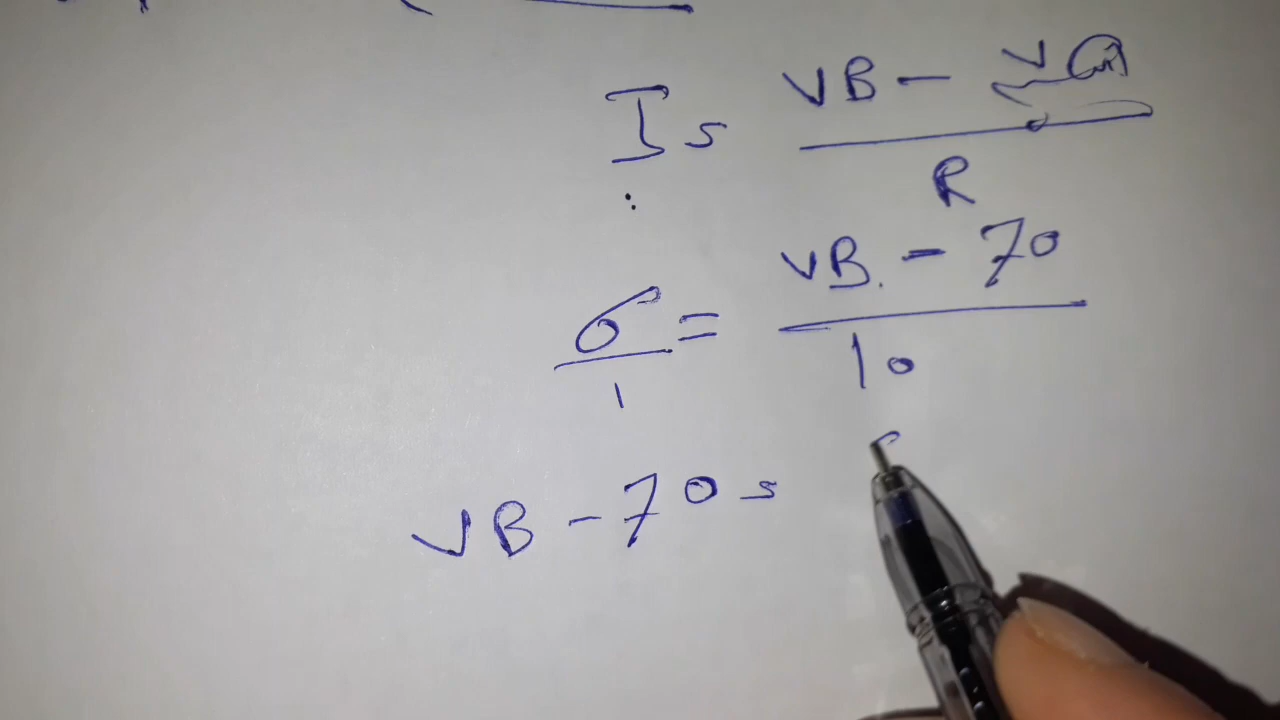 I = VB - V
R
6 = VB - 70
1 10
VB - 70 =